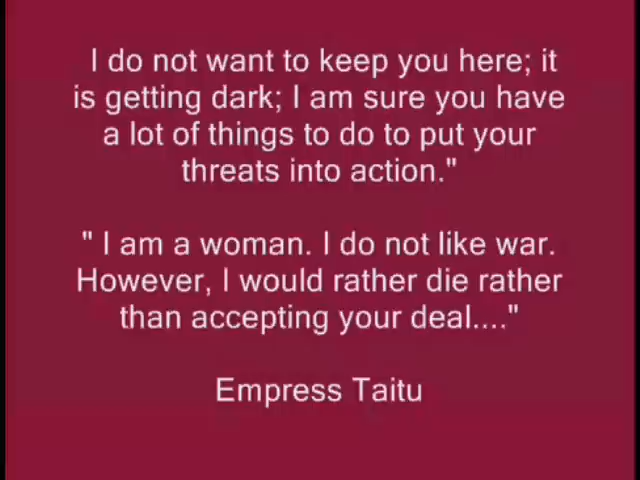 I do not want to keep you here; it
is getting dark; I am sure you have
a lot of things to do to put your
threats into action."
" I am a woman. I do not like war.
However, I would rather die rather
than accepting your deal...."
Empress Taitu